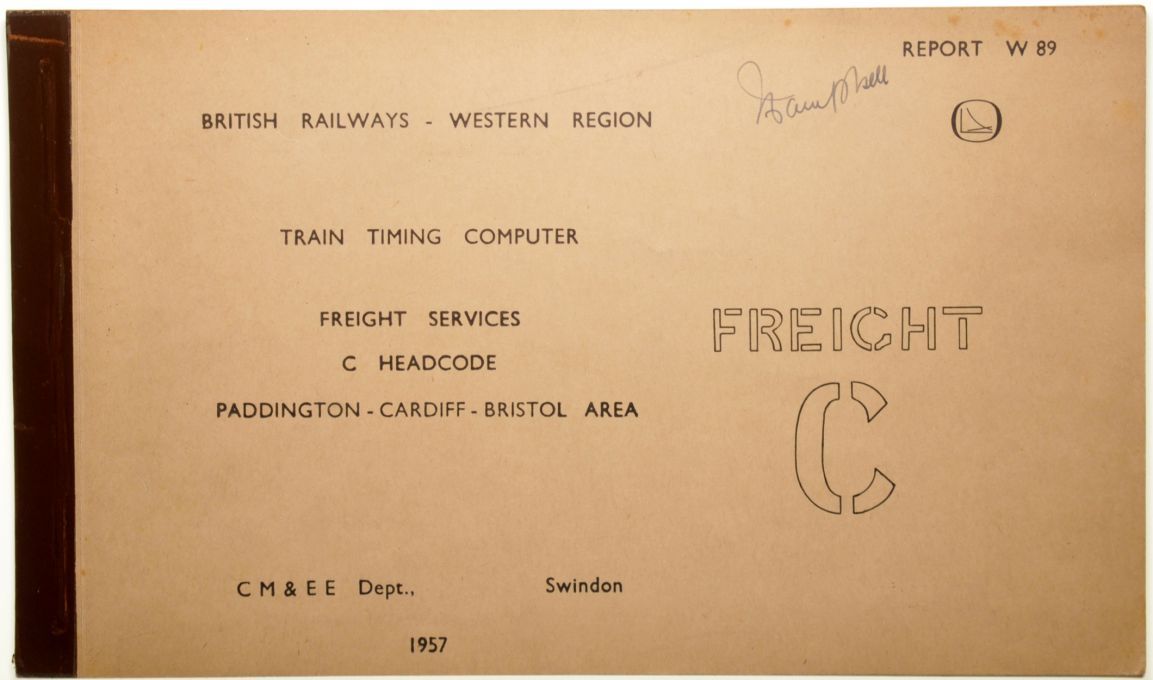 REPORT W 89
BRITISH RAILWAYS - WESTERN REGION
TRAIN TIMING COMPUTER
FREIGHT SERVICES
C HEADCODE
PADDINGTON - CARDIFF - BRISTOL AREA
FREIGHT
C
C M & E E Dept., Swindon
1957